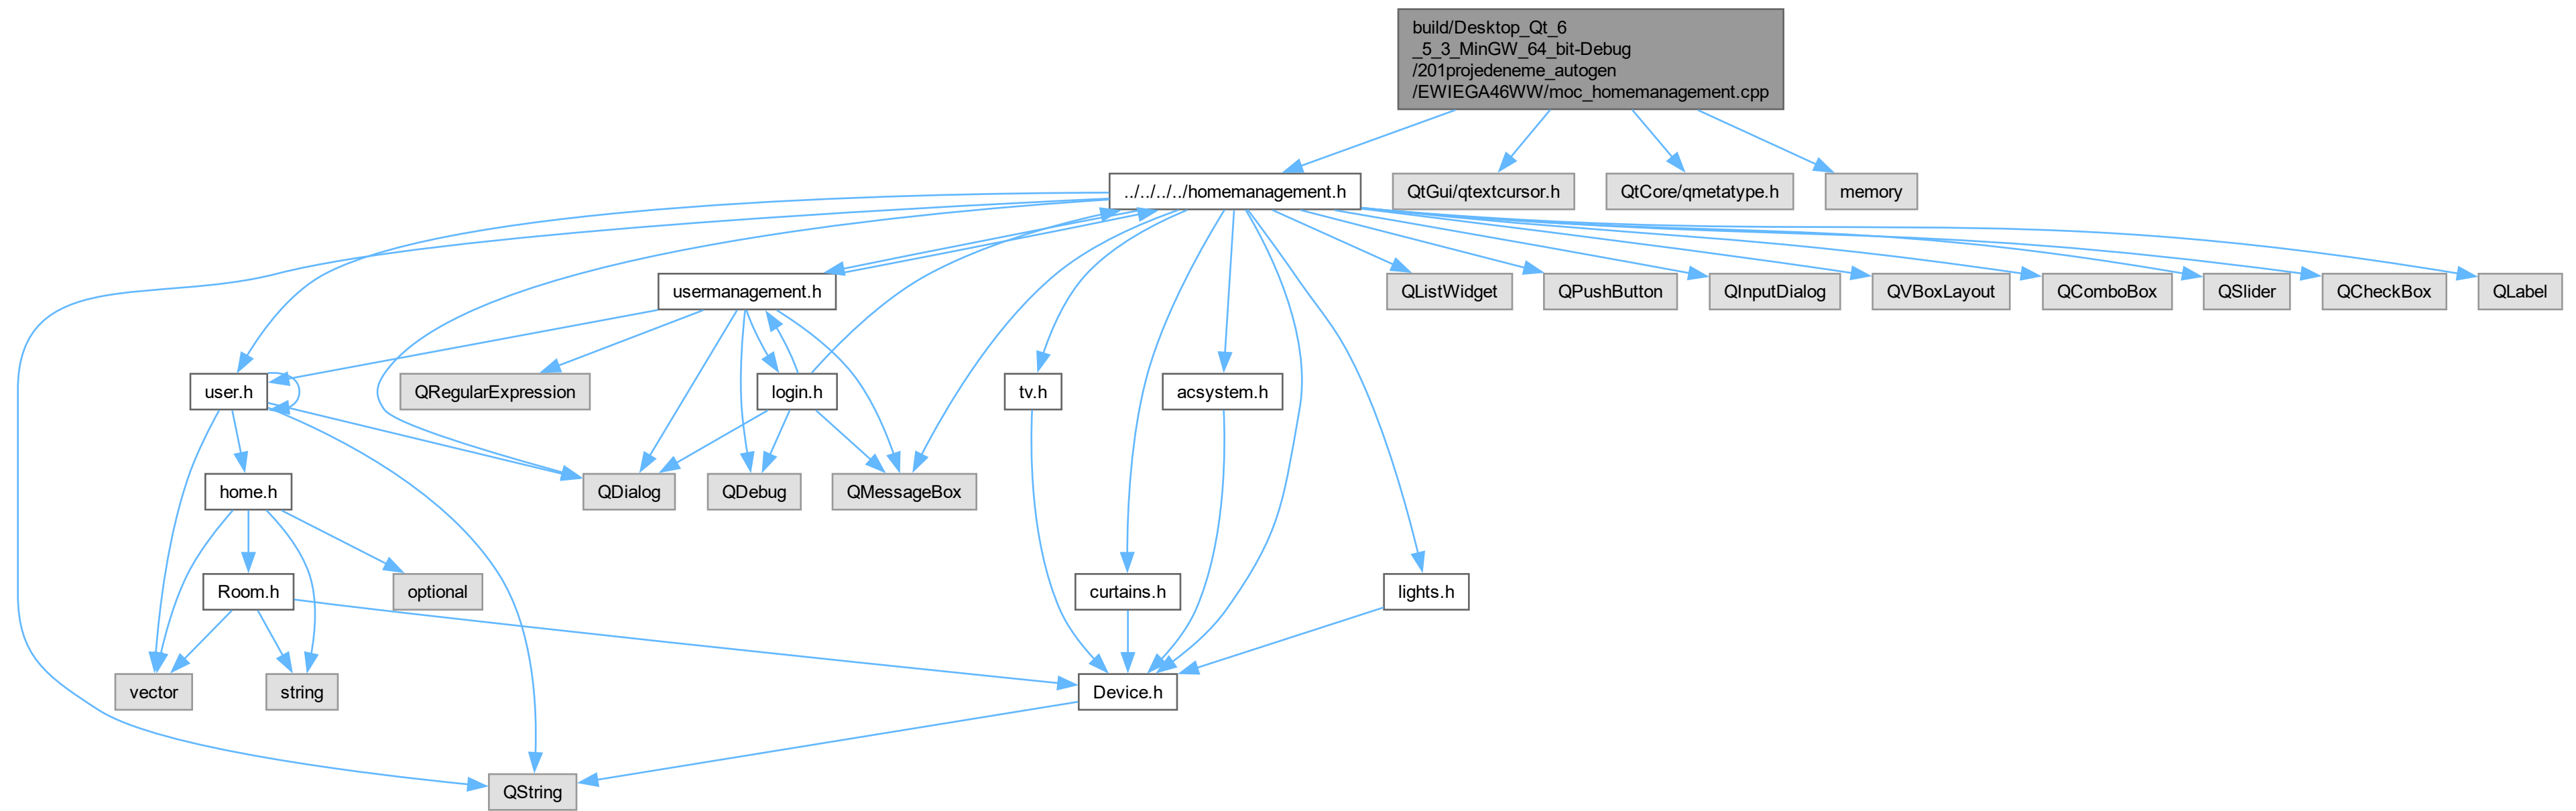 build/Desktop_Qt_6
_5_3_MinGW_64_bit-Debug
/201projedeneme_autogen
/EWIEGA46WW/moc_homemanagement.cpp
../../../../homemanagement.h
QtGui/qtextcursor.h
QtCore/qmetatype.h
memory
usermanagement.h
QListWidget
QPushButton
QInputDialog
QVBoxLayout
QComboBox
QSlider
QCheckBox
QLabel
user.h
QRegularExpression
login.h
tv.h
acsystem.h
home.h
QDialog
QDebug
QMessageBox
Room.h
optional
curtains.h
lights.h
vector
string
Device.h
QString